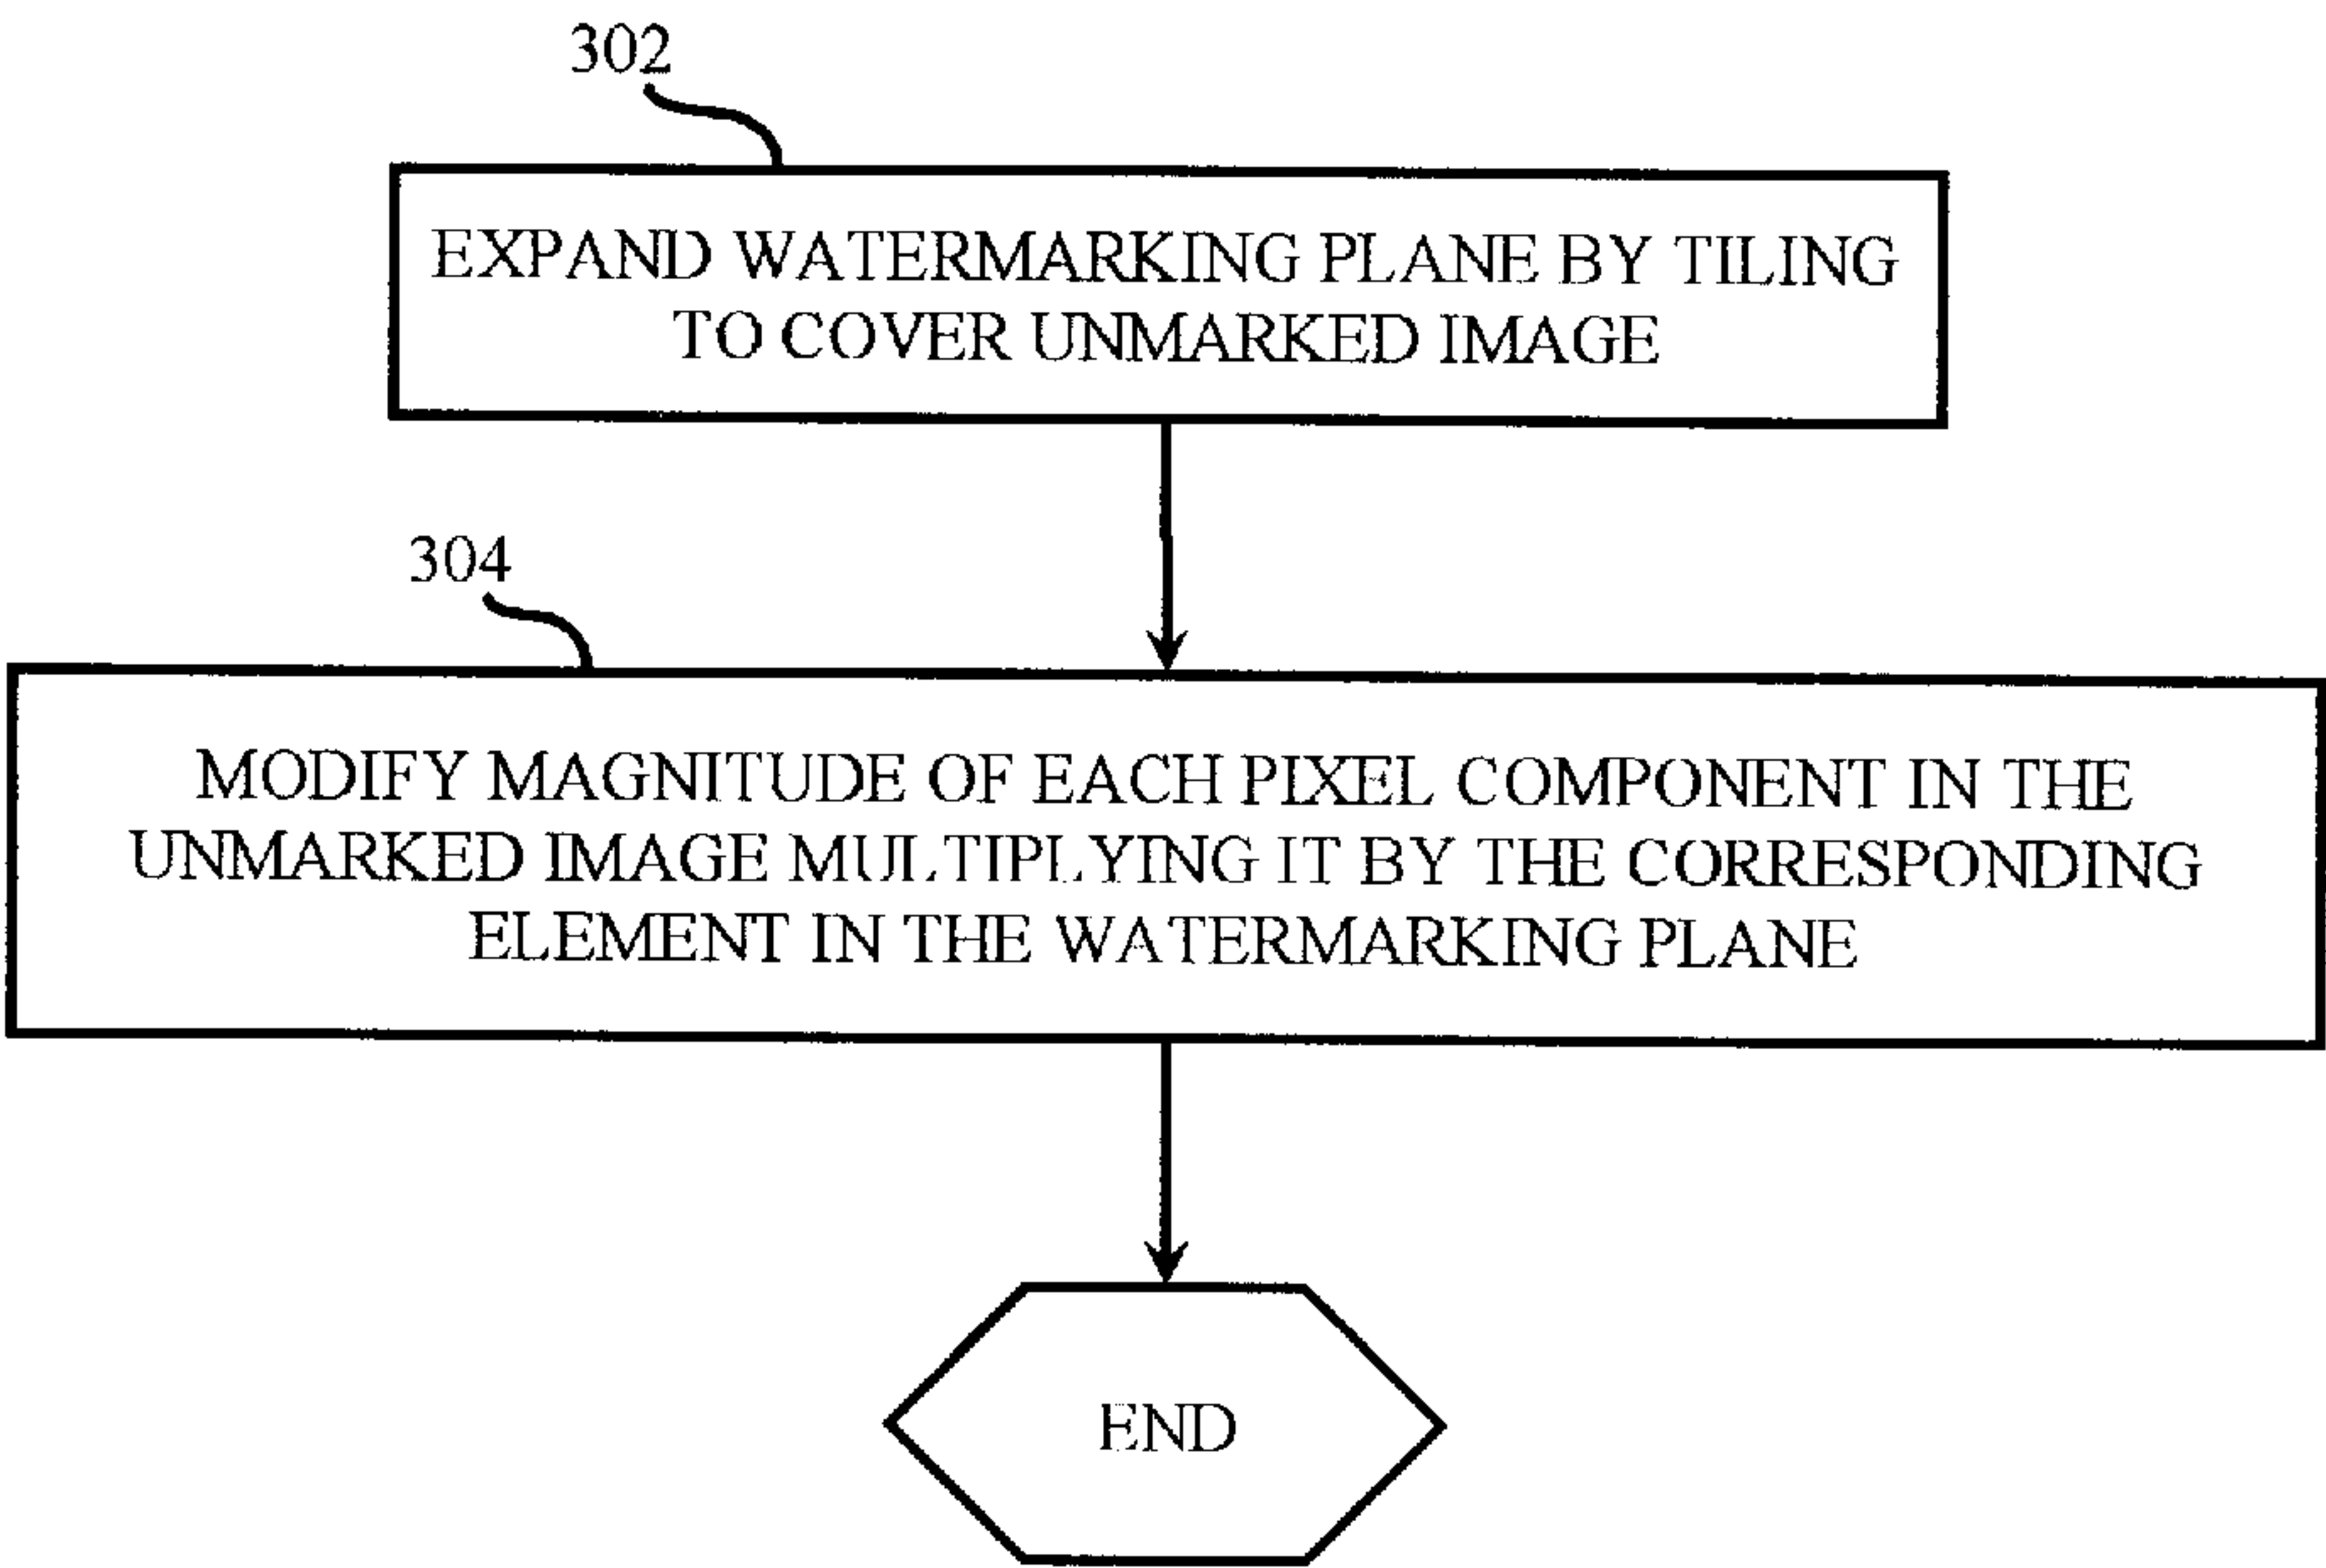 302
EXPAND WATERMARKING PLANE BY TILING
TO COVER UNMARKED IMAGE
304
MODIFY MAGNITUDE OF EACH PIXEL COMPONENT IN THE
UNMARKED IMAGE MULTIPLYING IT BY THE CORRESPONDING
ELEMENT IN THE WATERMARKING PLANE
END